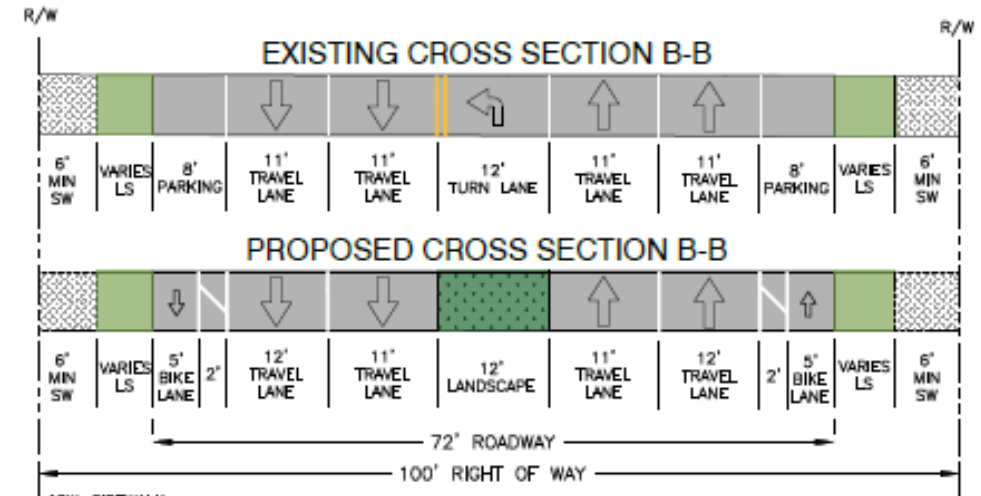 R/W
R/W
EXISTING CROSS SECTION B-B
6' MIN SW
VARIES LS
8' PARKING
11' TRAVEL LANE
11' TRAVEL LANE
12' TURN LANE
11' TRAVEL LANE
11' TRAVEL LANE
8' PARKING
VARIES LS
6' MIN SW
PROPOSED CROSS SECTION B-B
6' MIN SW
VARIES LS
5' BIKE LANE
2'
12' TRAVEL LANE
11' TRAVEL LANE
12' LANDSCAPE
11' TRAVEL LANE
12' TRAVEL LANE
2'
5' BIKE LANE
VARIES LS
6' MIN SW
72' ROADWAY
100' RIGHT OF WAY